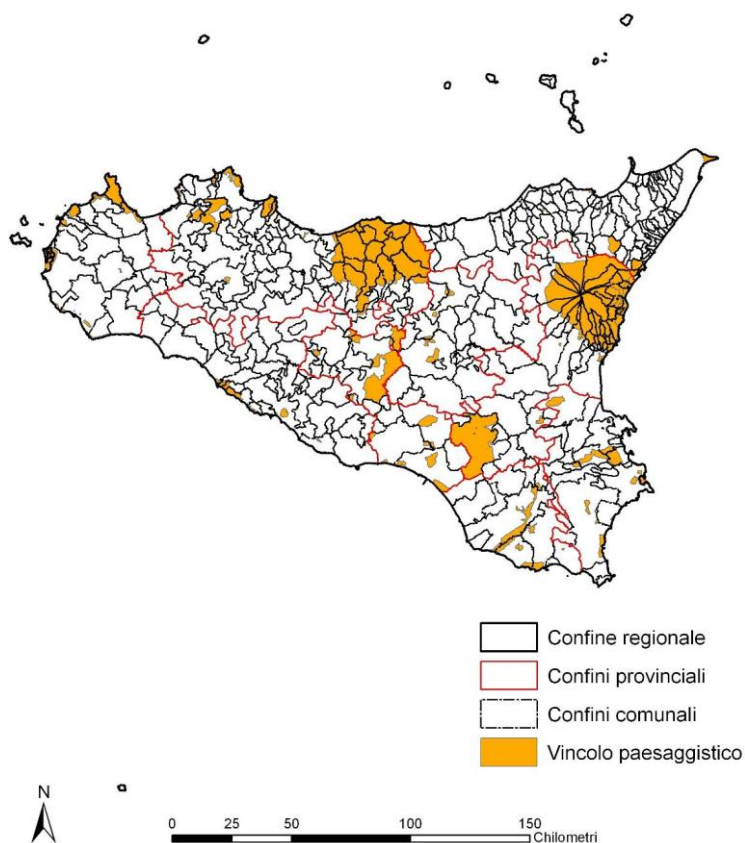 Confine regionale
Confini provinciali
Confini comunali
Vincolo paesaggistico
N
0 25 50 100 150
Chilometri